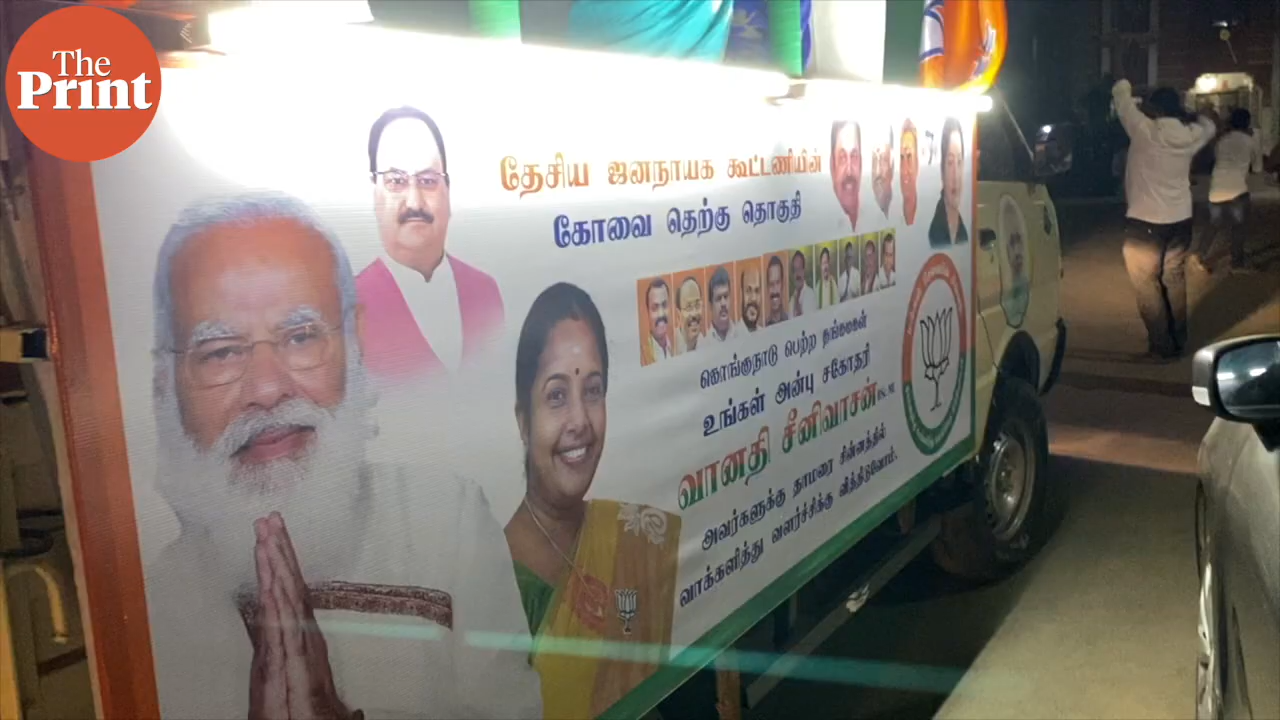 The
Print
தேசிய ஜனநாயக கூட்டணியின்
கோவை தெற்கு தொகுதி
கொங்குநாடு பெற்ற தங்கமகள்
உங்கள் அன்பு சகோதரி
வானதி சீனிவாசன்
அவர்களுக்கு தாமரை சின்னத்தில்
வாக்களித்து வளர்ச்சிக்கு வித்திடுவோம்.